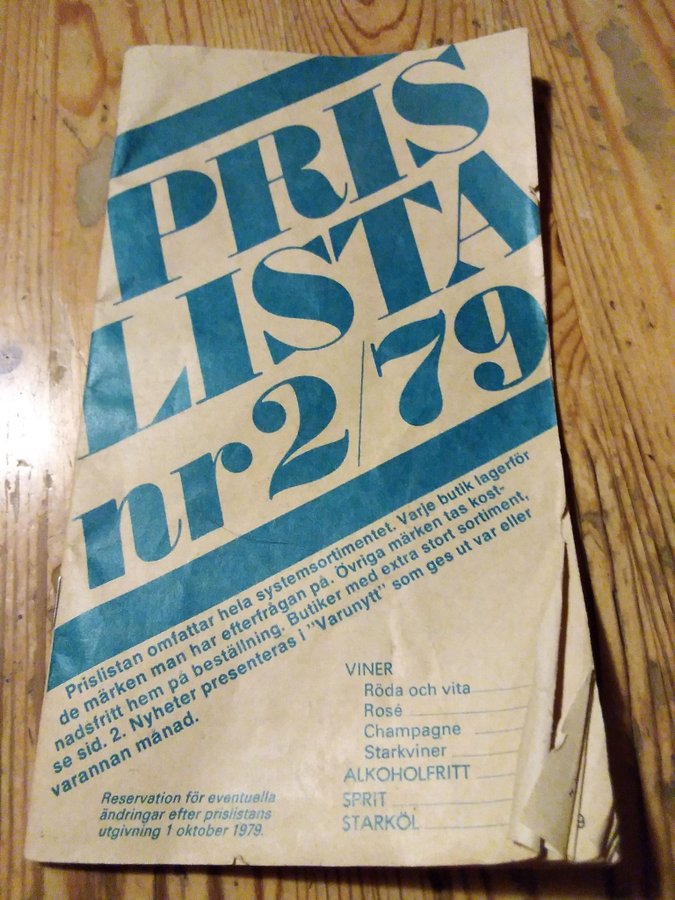 PRIS
LISTA
nr 2/79
Prislistan omfattar hela systemsortimentet. Varje butik lagerför
de märken man har efterfrågan på. Övriga märken tas kost-
nadsfritt hem på beställning. Butiker med extra stort sortiment,
se sid. 2. Nyheter presenteras i "Varunytt" som ges ut var eller
varannan månad.
VINER
Röda och vita
Rosé
Champagne
Starkviner
ALKOHOLFRITT
SPRIT
STARKÖL
Reservation för eventuella
ändringar efter prislistans
utgivning 1 oktober 1979.